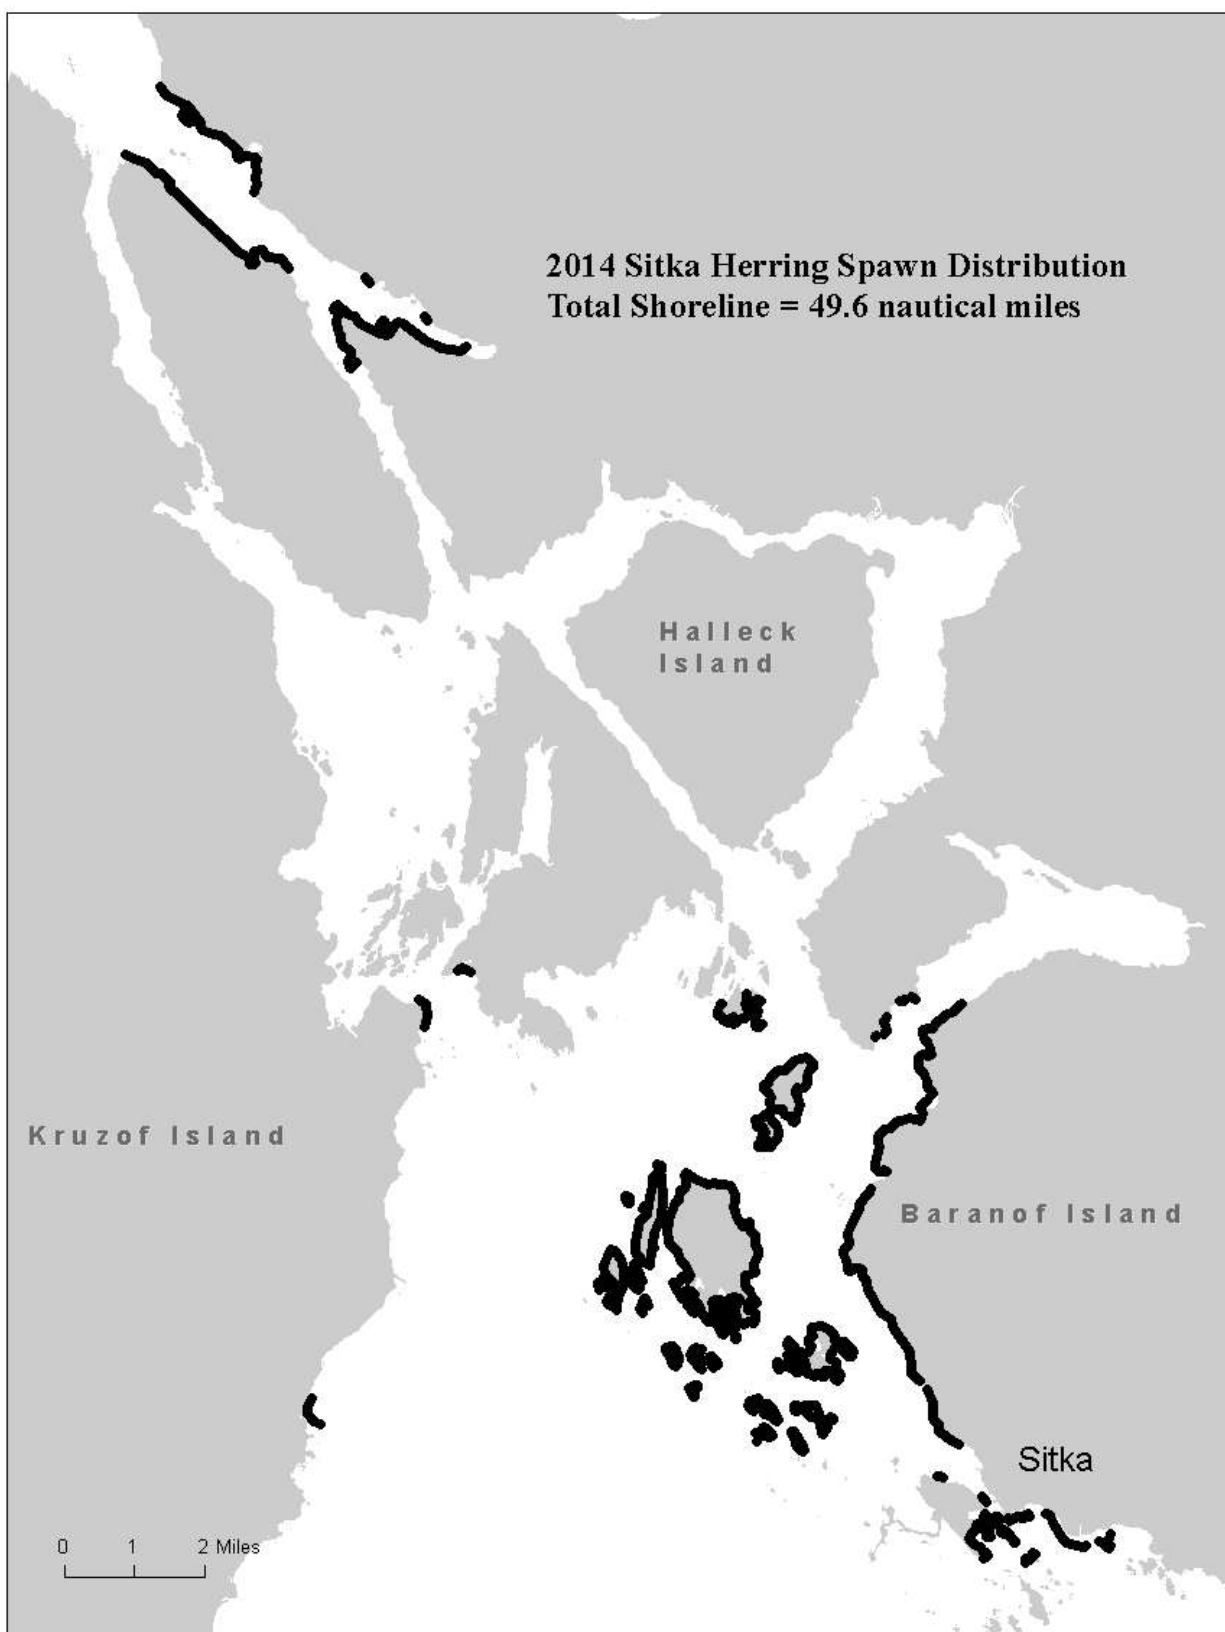 2014 Sitka Herring Spawn Distribution
Total Shoreline = 49.6 nautical miles
Halleck
Island
Kruzof Island
Baranof Island
Sitka
0 1 2 Miles